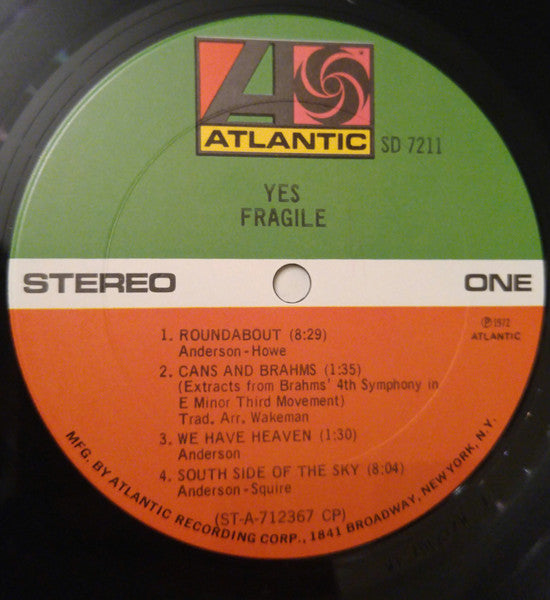 ATLANTIC
SD 7211
YES
FRAGILE
STEREO
ONE
℗ 1972
ATLANTIC
1. ROUNDABOUT (8:29)
Anderson-Howe
2. CANS AND BRAHMS (1:35)
(Extracts from Brahms' 4th Symphony in
E Minor Third Movement)
Trad. Arr. Wakeman
3. WE HAVE HEAVEN (1:30)
Anderson
4. SOUTH SIDE OF THE SKY (8:04)
Anderson-Squire
(ST-A-712367 CP)
MFG. BY ATLANTIC RECORDING CORP., 1841 BROADWAY, NEW YORK, N.Y.